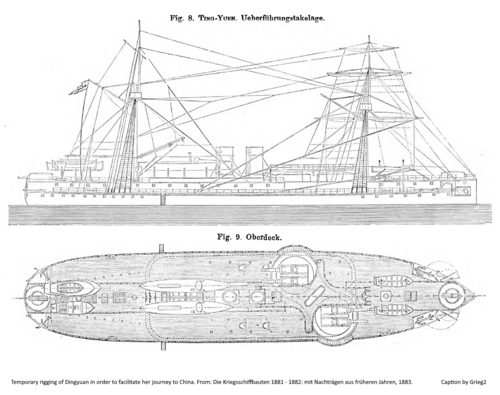 Fig. 8. Ting-Yuen. Ueberführungstakelage.
Fig. 9. Oberdeck.
Temporary rigging of Dingyuan in order to facilitate her journey to China. From: Die Kriegsschiffbauten 1881 - 1882: mit Nachträgen aus früheren Jahren, 1883. Caption by Grieg2